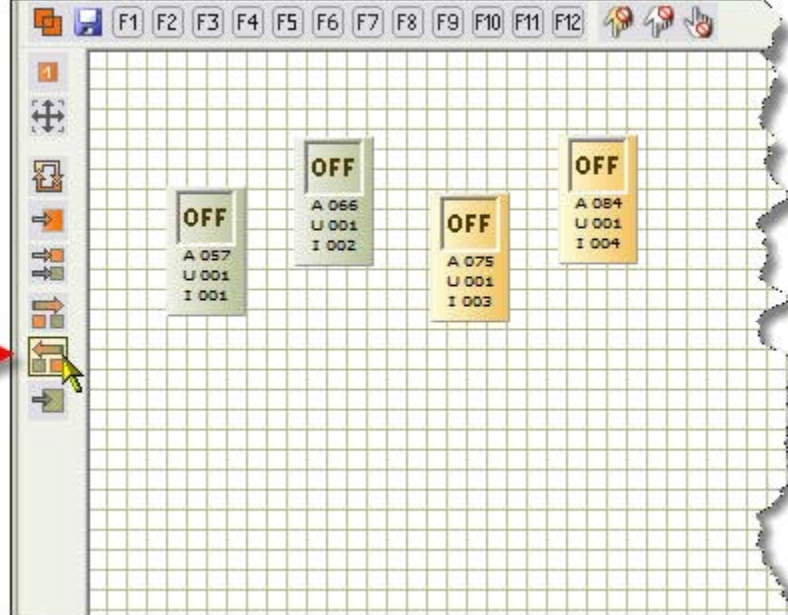 F1 F2 F3 F4 F5 F6 F7 F8 F9 F10 F11 F12
1
OFF
A 057
U 001
I 001
OFF
A 066
U 001
I 002
OFF
A 075
U 001
I 003
OFF
A 084
U 001
I 004